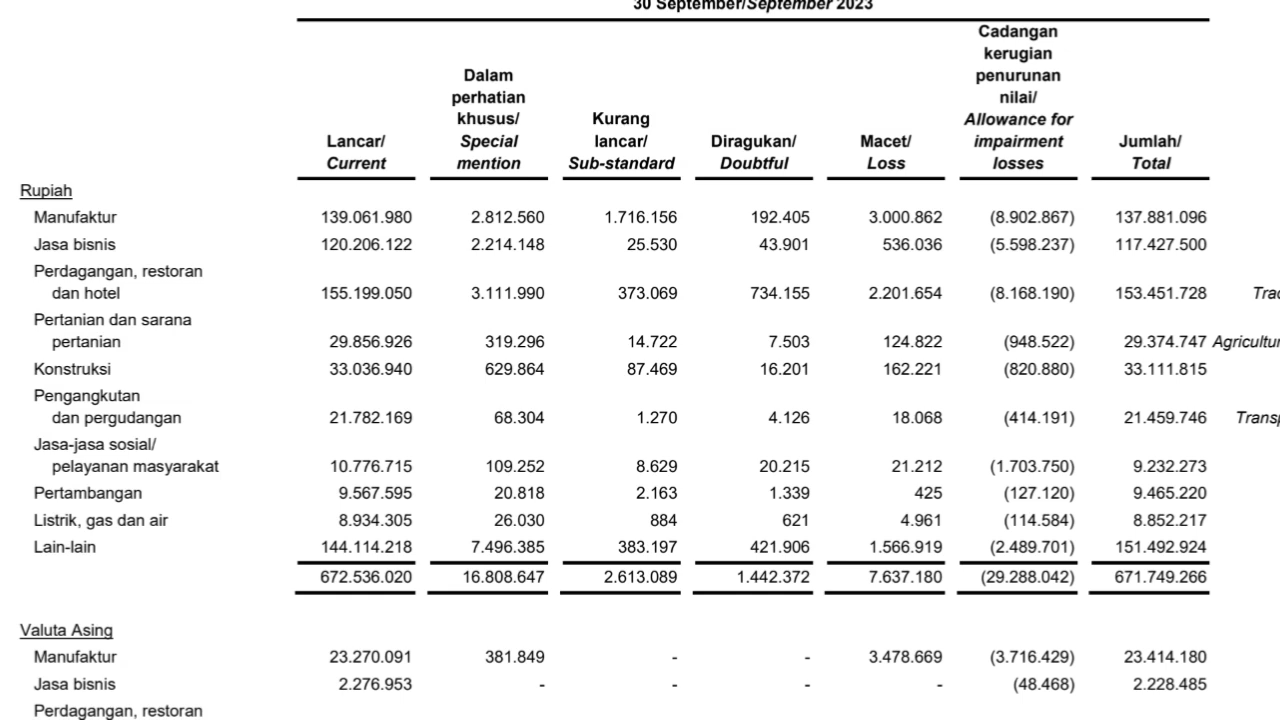 30 September/September 2023
Cadangan
kerugian
Dalam penurunan
perhatian nilai/
khusus/ Kurang Allowance for
Lancar/ Special lancar/ Diragukan/ Macet/ impairment Jumlah/
Current mention Sub-standard Doubtful Loss losses Total
Rupiah
Manufaktur 139.061.980 2.812.560 1.716.156 192.405 3.000.862 (8.902.867) 137.881.096
Jasa bisnis 120.206.122 2.214.148 25.530 43.901 536.036 (5.598.237) 117.427.500
Perdagangan, restoran
dan hotel 155.199.050 3.111.990 373.069 734.155 2.201.654 (8.168.190) 153.451.728 Trad
Pertanian dan sarana
pertanian 29.856.926 319.296 14.722 7.503 124.822 (948.522) 29.374.747 Agricultur
Konstruksi 33.036.940 629.864 87.469 16.201 162.221 (820.880) 33.111.815
Pengangkutan
dan pergudangan 21.782.169 68.304 1.270 4.126 18.068 (414.191) 21.459.746 Transp
Jasa-jasa sosial/
pelayanan masyarakat 10.776.715 109.252 8.629 20.215 21.212 (1.703.750) 9.232.273
Pertambangan 9.567.595 20.818 2.163 1.339 425 (127.120) 9.465.220
Listrik, gas dan air 8.934.305 26.030 884 621 4.961 (114.584) 8.852.217
Lain-lain 144.114.218 7.496.385 383.197 421.906 1.566.919 (2.489.701) 151.492.924
672.536.020 16.808.647 2.613.089 1.442.372 7.637.180 (29.288.042) 671.749.266
Valuta Asing
Manufaktur 23.270.091 381.849 - - 3.478.669 (3.716.429) 23.414.180
Jasa bisnis 2.276.953 - - - - (48.468) 2.228.485
Perdagangan, restoran